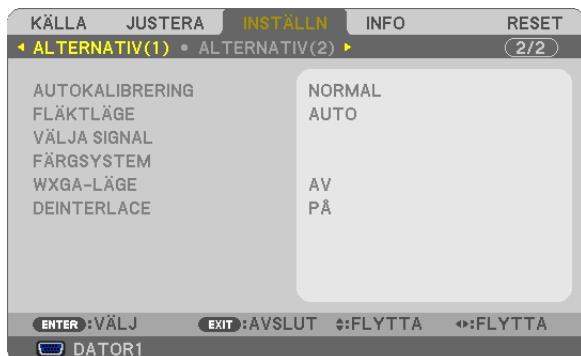 KÄLLA JUSTERA INSTÄLLN INFO RESET
ALTERNATIV(1) • ALTERNATIV(2) 2/2
AUTOKALIBRERING NORMAL
FLÄKTLÄGE AUTO
VÄLJA SIGNAL
FÄRGSYSTEM
WXGA-LÄGE AV
DEINTERLACE PÅ
ENTER :VÄLJ EXIT :AVSLUT :FLYTTA :FLYTTA
DATOR1